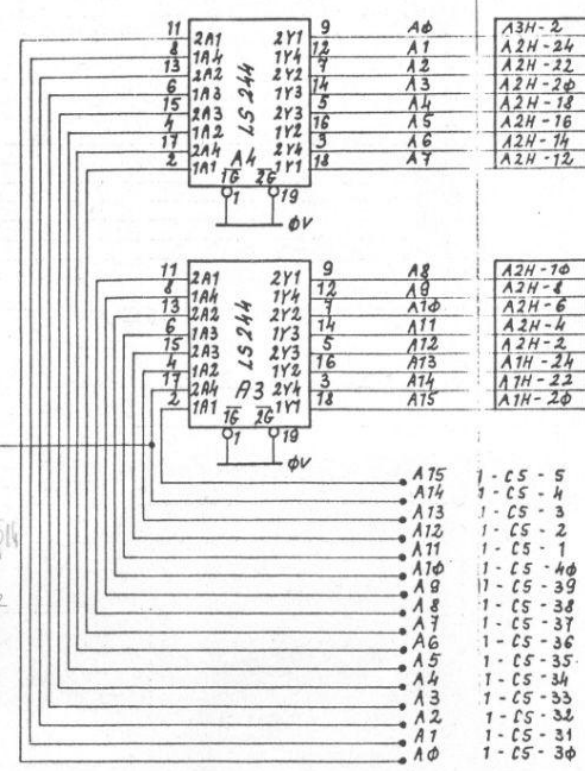 11 2A1 2Y1 9 Aφ A3H-2
8 1A4 1Y4 12 A1 A2H-24
13 2A2 2Y2 7 A2 A2H-22
6 1A3 1Y3 14 A3 A2H-2φ
15 2A3 2Y3 5 A4 A2H-18
4 1A2 1Y2 16 A5 A2H-16
17 2A4 2Y4 3 A6 A2H-14
2 1A1 1Y1 18 A7 A2H-12
LS244
A4
1G 2G
1 19
φV
11 2A1 2Y1 9 A8 A2H-1φ
8 1A4 1Y4 12 A9 A2H-8
13 2A2 2Y2 7 A1φ A2H-6
6 1A3 1Y3 14 A11 A2H-4
15 2A3 2Y3 5 A12 A2H-2
4 1A2 1Y2 16 A13 A1H-24
17 2A4 2Y4 3 A14 A1H-22
2 1A1 1Y1 18 A15 A1H-2φ
LS244
A3
1G 2G
1 19
φV
A15 1-C5-5
A14 1-C5-4
A13 1-C5-3
A12 1-C5-2
A11 1-C5-1
A1φ 1-C5-4φ
A9 1-C5-39
A8 1-C5-38
A7 1-C5-37
A6 1-C5-36
A5 1-C5-35
A4 1-C5-34
A3 1-C5-33
A2 1-C5-32
A1 1-C5-31
Aφ 1-C5-3φ